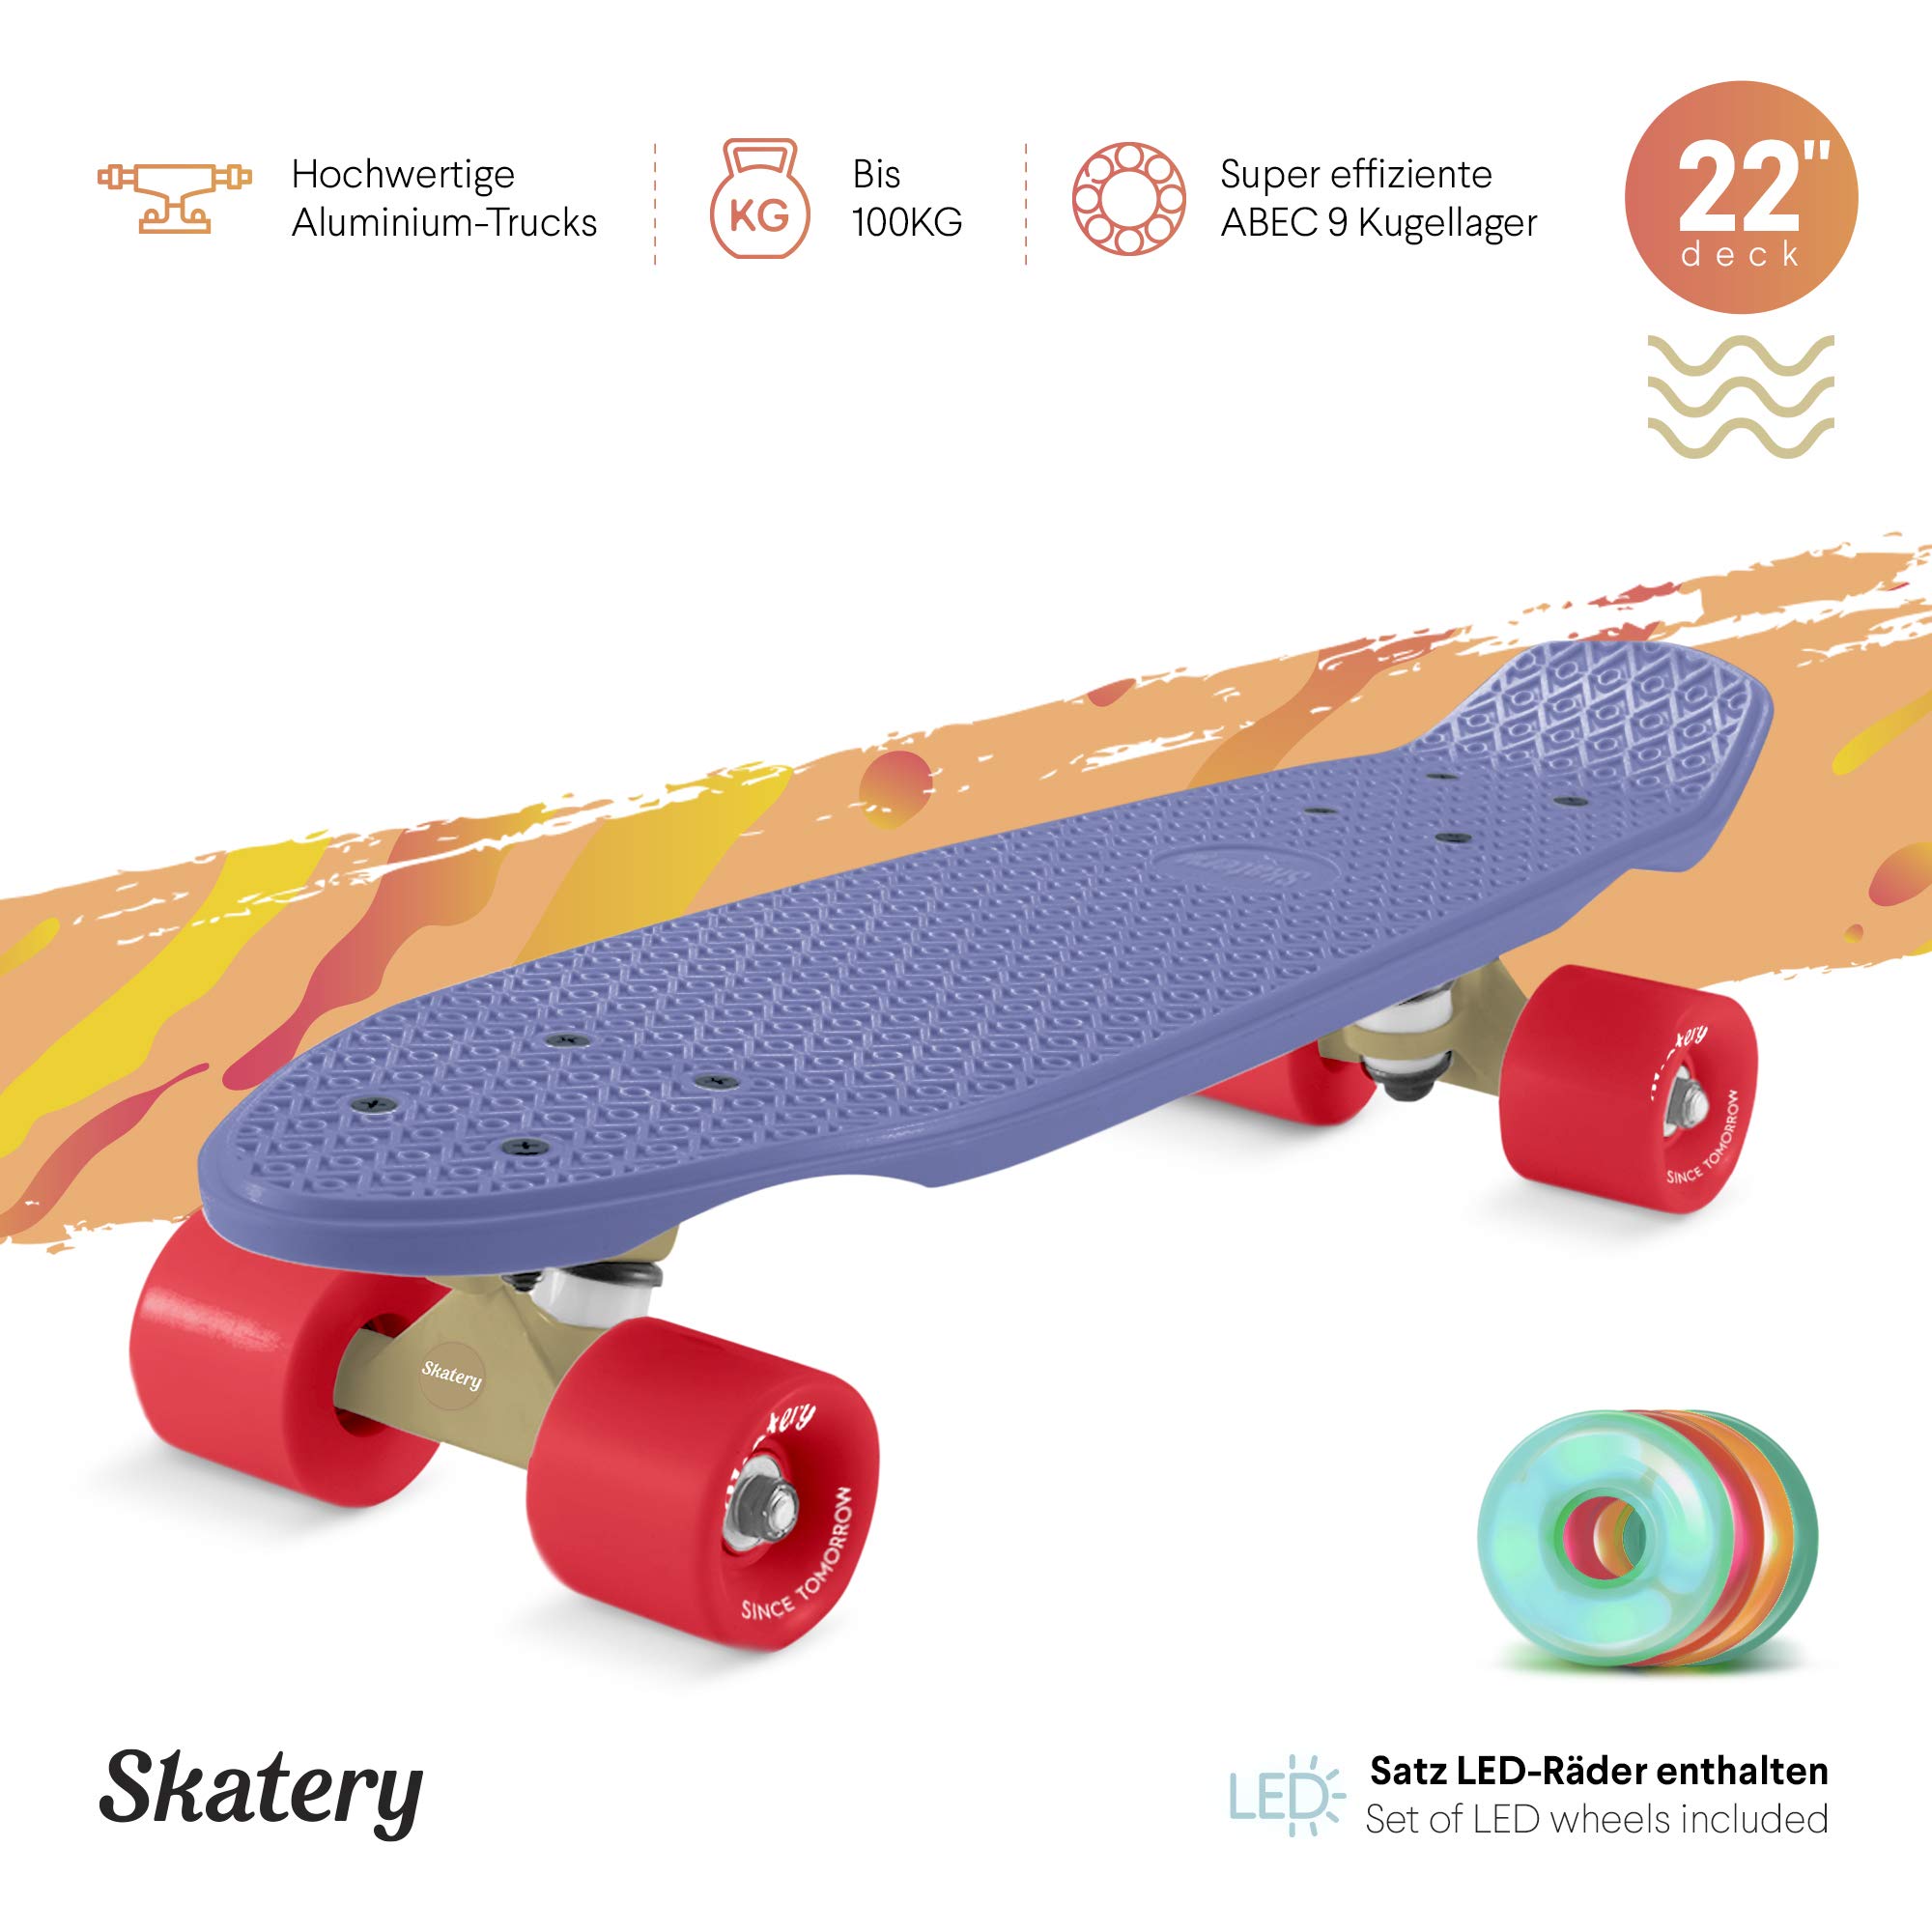 Hochwertige
Aluminium-Trucks
KG
Bis
100KG
Super effiziente
ABEC 9 Kugellager
22"
deck
SINCE TOMORROW
Skatery
SINCE TOMORROW
Skatery
LED
Satz LED-Räder enthalten
Set of LED wheels included